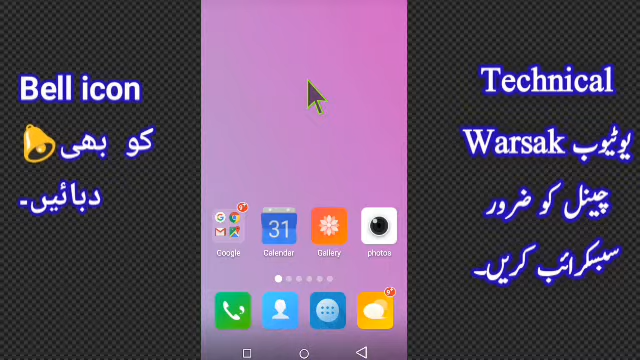 Bell icon
کو بھی🔔
دبائیں۔
31
Google
Calendar
Gallery
photos
Technical
Warsak یوٹیوب
چینل کو ضرور
سبسکرائب کریں۔